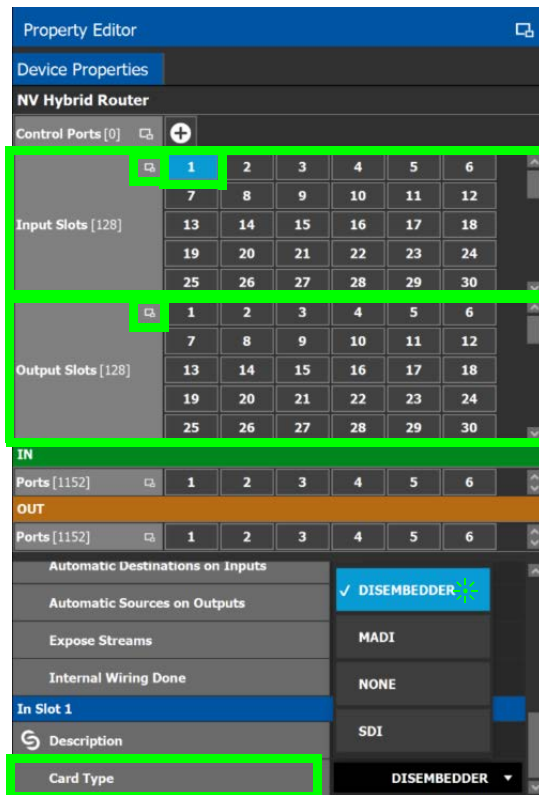 Property Editor
Device Properties
NV Hybrid Router
Control Ports [0]
1 2 3 4 5 6
7 8 9 10 11 12
Input Slots [128] 13 14 15 16 17 18
19 20 21 22 23 24
25 26 27 28 29 30
1 2 3 4 5 6
7 8 9 10 11 12
Output Slots [128] 13 14 15 16 17 18
19 20 21 22 23 24
25 26 27 28 29 30
IN
Ports [1152] 1 2 3 4 5 6
OUT
Ports [1152] 1 2 3 4 5 6
Automatic Destinations on Inputs
✓ DISEMBEDDER
Automatic Sources on Outputs
Expose Streams MADI
Internal Wiring Done NONE
In Slot 1
Description SDI
Card Type DISEMBEDDER